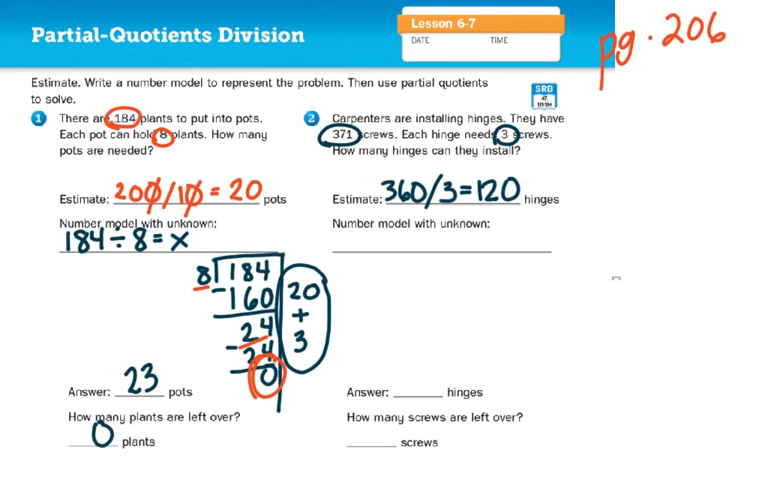 Partial-Quotients Division
Lesson 6-7
DATE TIME
pg. 206
Estimate. Write a number model to represent the problem. Then use partial quotients
to solve.
SRB
1 There are 184 plants to put into pots.
Each pot can hold 8 plants. How many
pots are needed?
Estimate: 200/10 = 20 pots
Number model with unknown:
184 ÷ 8 = x
8 184
-160 20
+
24 3
-24
0
Answer: 23 pots
How many plants are left over?
0 plants
2 Carpenters are installing hinges. They have
371 screws. Each hinge needs 3 screws.
How many hinges can they install?
Estimate: 360/3=120 hinges
Number model with unknown:
Answer: hinges
How many screws are left over?
screws